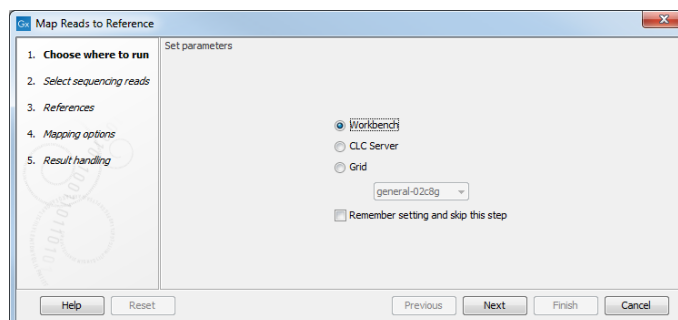 Gx Map Reads to Reference
1. Choose where to run
2. Select sequencing reads
3. References
4. Mapping options
5. Result handling
Set parameters
Workbench
CLC Server
Grid
general-02c8g
Remember setting and skip this step
Help Reset Previous Next Finish Cancel